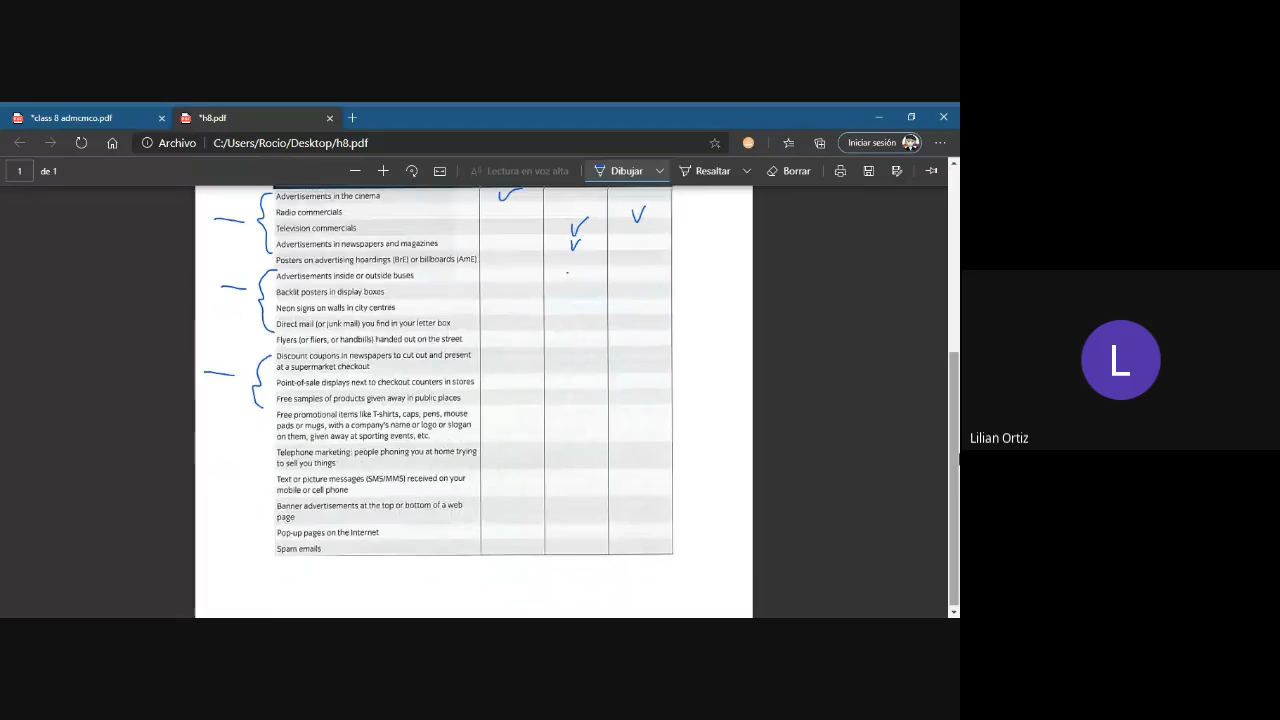 *class 8 admcmco.pdf
*h8.pdf
Archivo
C:/Users/Rocio/Desktop/h8.pdf
Iniciar sesión
1
de 1
Lectura en voz alta
Dibujar
Resaltar
Borrar
Advertisements in the cinema
Radio commercials
Television commercials
Advertisements in newspapers and magazines
Posters on advertising hoardings (BrE) or billboards (AmE)
Advertisements inside or outside buses
Backlit posters in display boxes
Neon signs on walls in city centres
Direct mail (or junk mail) you find in your letter box
Flyers (or fliers, or handbills) handed out on the street
Discount coupons in newspapers to cut out and present
at a supermarket checkout
Point-of-sale displays next to checkout counters in stores
Free samples of products given away in public places
Free promotional items like T-shirts, caps, pens, mouse
pads or mugs, with a company's name or logo or slogan
on them, given away at sporting events, etc.
Telephone marketing: people phoning you at home trying
to sell you things
Text or picture messages (SMS/MMS) received on your
mobile or cell phone
Banner advertisements at the top or bottom of a web
page
Pop-up pages on the Internet
Spam emails
L
Lilian Ortiz